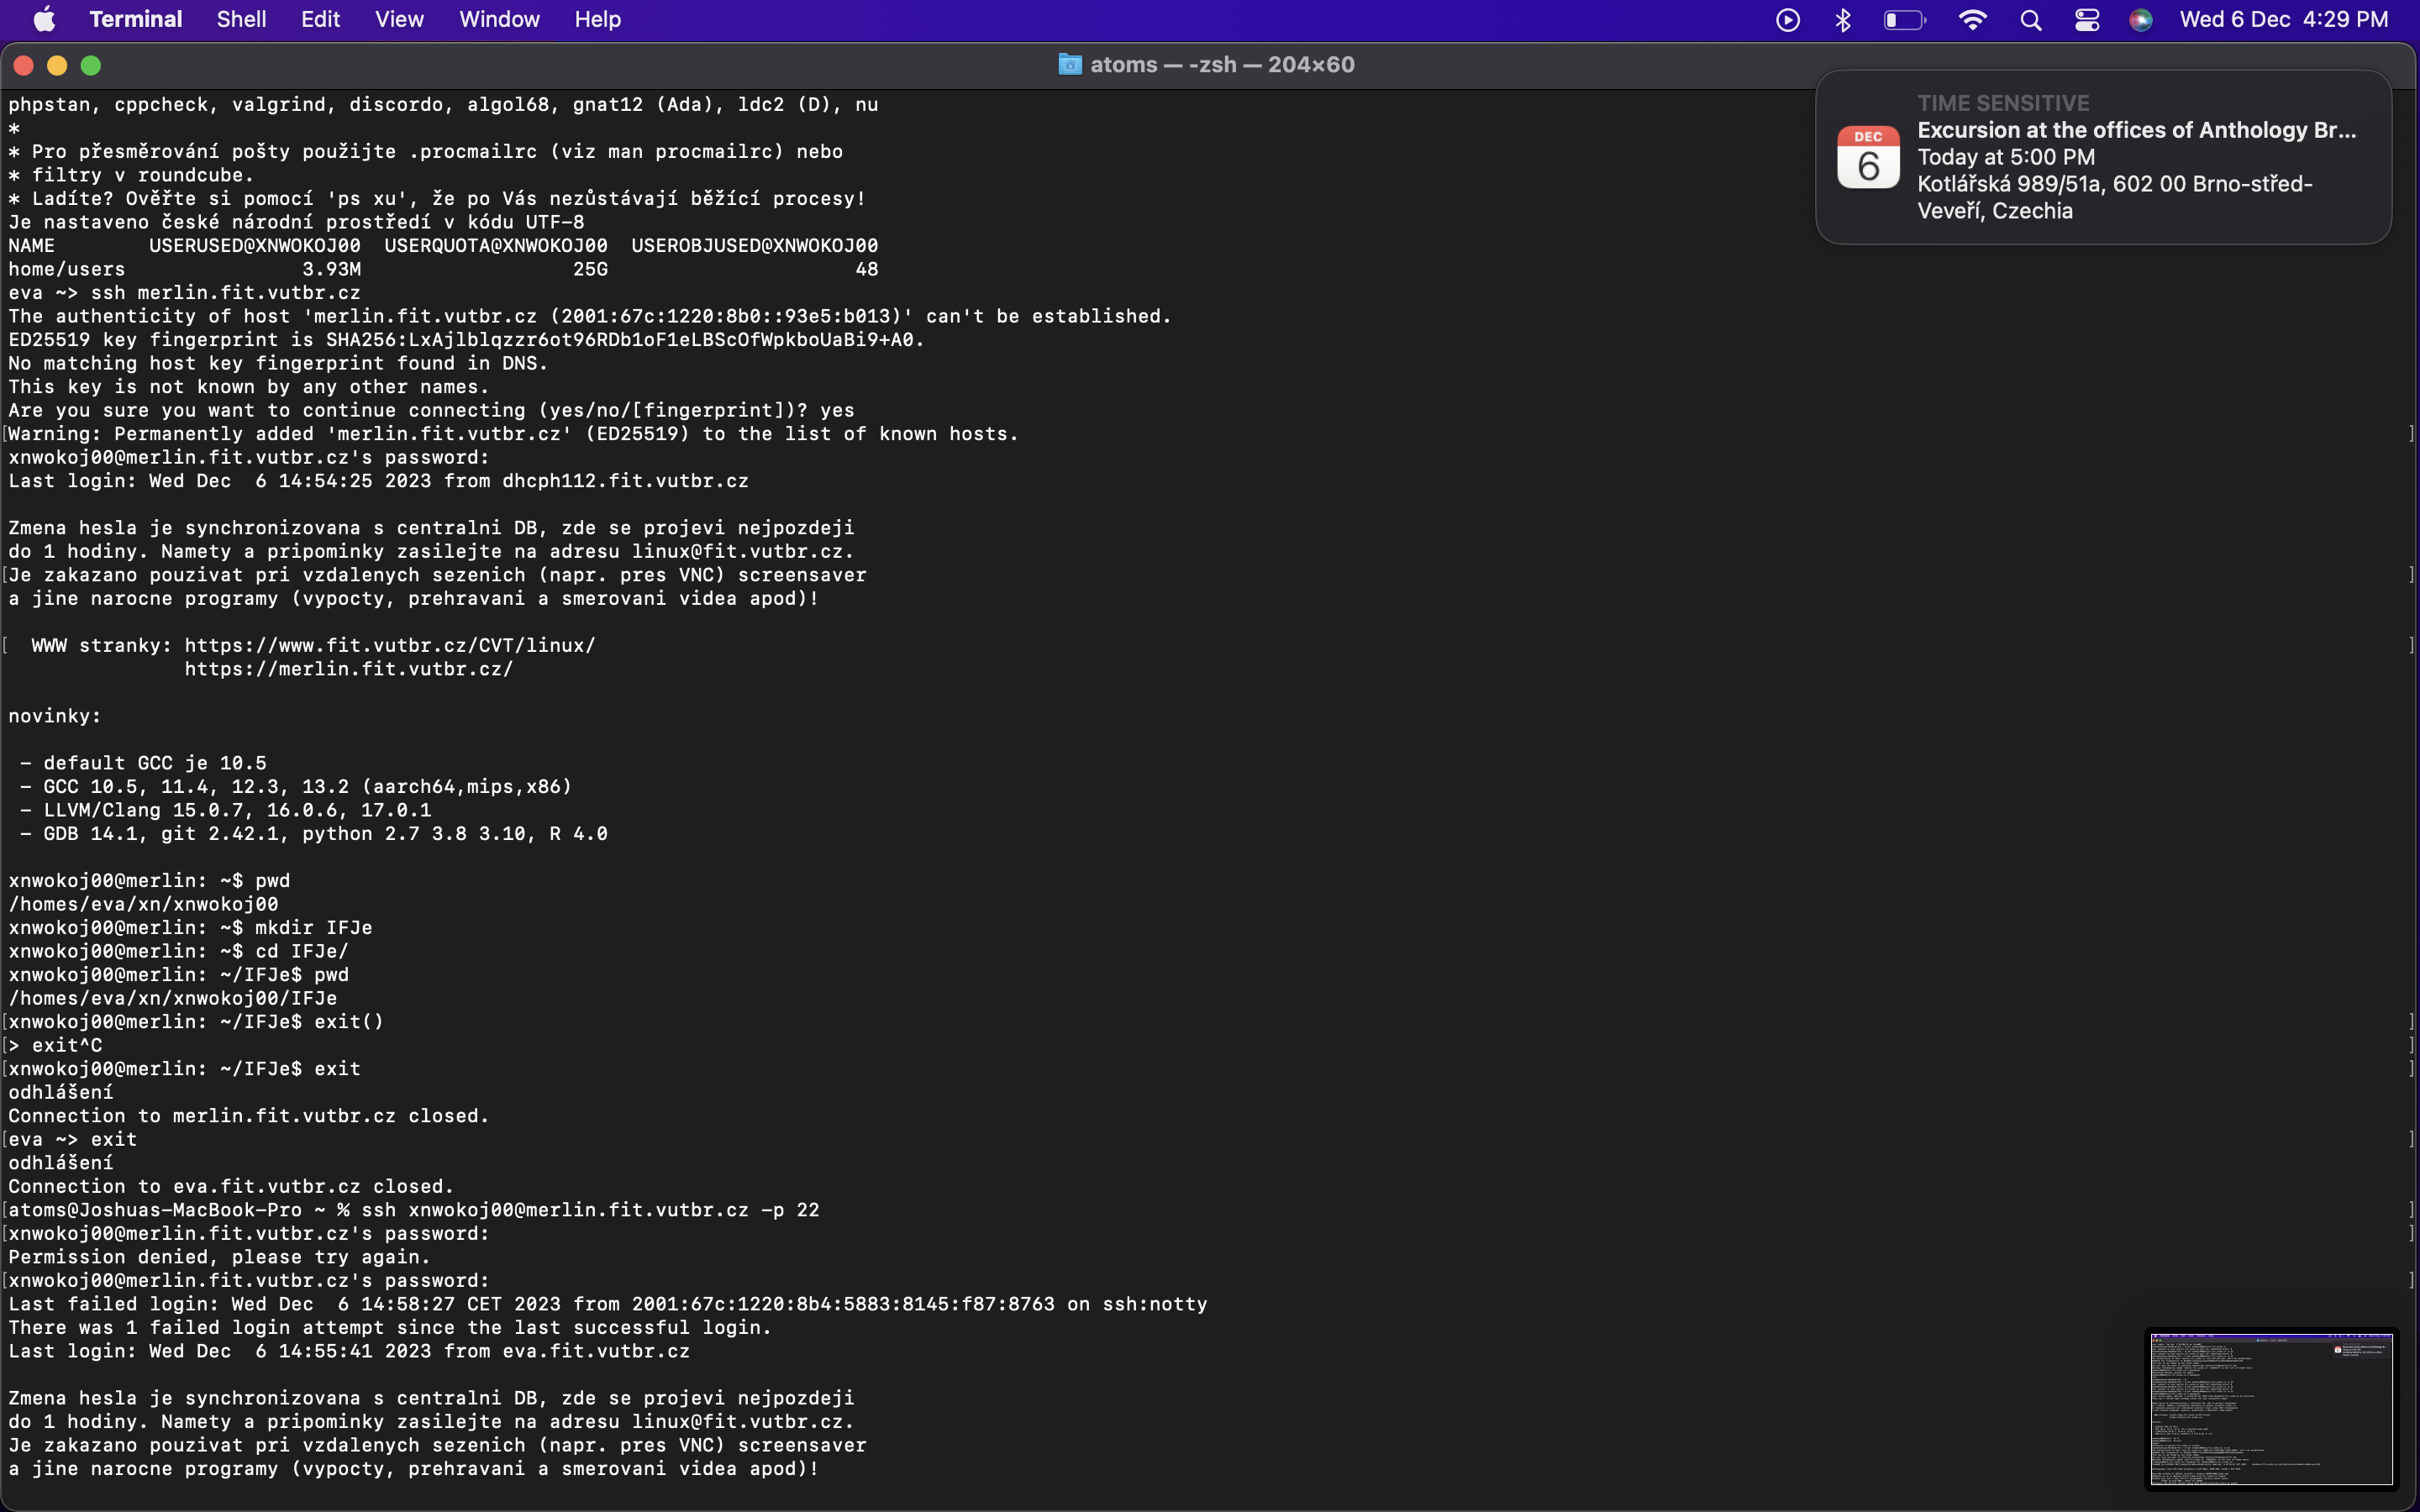 Terminal Shell Edit View Window Help
Wed 6 Dec 4:29 PM
atoms — -zsh — 204×60
TIME SENSITIVE
DEC
6
Excursion at the offices of Anthology Br...
Today at 5:00 PM
Kotlářská 989/51a, 602 00 Brno-střed-
Veveří, Czechia
phpstan, cppcheck, valgrind, discordo, algol68, gnat12 (Ada), ldc2 (D), nu
*
* Pro přesměrování pošty použijte .procmailrc (viz man procmailrc) nebo
* filtry v roundcube.
* Ladíte? Ověřte si pomocí 'ps xu', že po Vás nezůstávají běžící procesy!
Je nastaveno české národní prostředí v kódu UTF-8
NAME        USERUSED@XNWOKOJ00  USERQUOTA@XNWOKOJ00  USEROBJUSED@XNWOKOJ00
home/users               3.93M                  25G                     48
eva ~> ssh merlin.fit.vutbr.cz
The authenticity of host 'merlin.fit.vutbr.cz (2001:67c:1220:8b0::93e5:b013)' can't be established.
ED25519 key fingerprint is SHA256:LxAjlblqzzr6ot96RDb1oF1eLBScOfWpkboUaBi9+A0.
No matching host key fingerprint found in DNS.
This key is not known by any other names.
Are you sure you want to continue connecting (yes/no/[fingerprint])? yes
[Warning: Permanently added 'merlin.fit.vutbr.cz' (ED25519) to the list of known hosts. ]
xnwokoj00@merlin.fit.vutbr.cz's password:
Last login: Wed Dec  6 14:54:25 2023 from dhcph112.fit.vutbr.cz
Zmena hesla je synchronizovana s centralni DB, zde se projevi nejpozdeji
do 1 hodiny. Namety a pripominky zasilejte na adresu linux@fit.vutbr.cz.
[Je zakazano pouzivat pri vzdalenych sezenich (napr. pres VNC) screensaver ]
a jine narocne programy (vypocty, prehravani a smerovani videa apod)!
[  WWW stranky: https://www.fit.vutbr.cz/CVT/linux/ ]
https://merlin.fit.vutbr.cz/
novinky:
- default GCC je 10.5
- GCC 10.5, 11.4, 12.3, 13.2 (aarch64,mips,x86)
- LLVM/Clang 15.0.7, 16.0.6, 17.0.1
- GDB 14.1, git 2.42.1, python 2.7 3.8 3.10, R 4.0
xnwokoj00@merlin: ~$ pwd
/homes/eva/xn/xnwokoj00
xnwokoj00@merlin: ~$ mkdir IFJe
xnwokoj00@merlin: ~$ cd IFJe/
xnwokoj00@merlin: ~/IFJe$ pwd
/homes/eva/xn/xnwokoj00/IFJe
[xnwokoj00@merlin: ~/IFJe$ exit() ]
[> exit^C ]
[xnwokoj00@merlin: ~/IFJe$ exit ]
odhlášení
Connection to merlin.fit.vutbr.cz closed.
[eva ~> exit ]
odhlášení
Connection to eva.fit.vutbr.cz closed.
[atoms@Joshuas-MacBook-Pro ~ % ssh xnwokoj00@merlin.fit.vutbr.cz -p 22 ]
[xnwokoj00@merlin.fit.vutbr.cz's password: ]
Permission denied, please try again.
[xnwokoj00@merlin.fit.vutbr.cz's password: ]
Last failed login: Wed Dec  6 14:58:27 CET 2023 from 2001:67c:1220:8b4:5883:8145:f87:8763 on ssh:notty
There was 1 failed login attempt since the last successful login.
Last login: Wed Dec  6 14:55:41 2023 from eva.fit.vutbr.cz
Zmena hesla je synchronizovana s centralni DB, zde se projevi nejpozdeji
do 1 hodiny. Namety a pripominky zasilejte na adresu linux@fit.vutbr.cz.
Je zakazano pouzivat pri vzdalenych sezenich (napr. pres VNC) screensaver
a jine narocne programy (vypocty, prehravani a smerovani videa apod)!